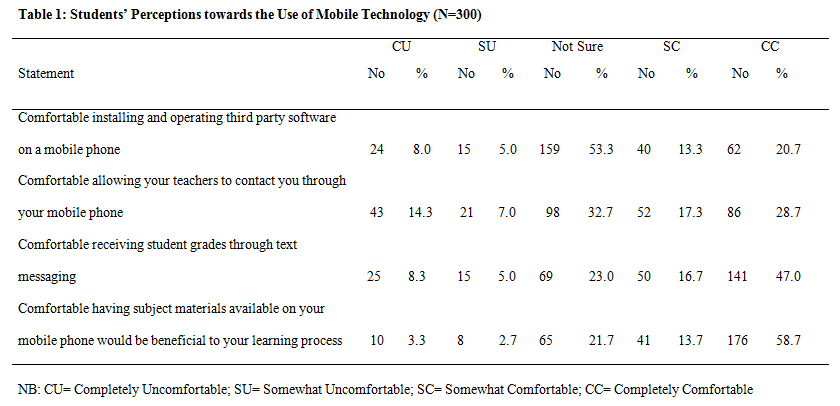 Table 1: Students’ Perceptions towards the Use of Mobile Technology (N=300)
CU SU Not Sure SC CC
Statement No % No % No % No % No %
Comfortable installing and operating third party software
on a mobile phone 24 8.0 15 5.0 159 53.3 40 13.3 62 20.7
Comfortable allowing your teachers to contact you through
your mobile phone 43 14.3 21 7.0 98 32.7 52 17.3 86 28.7
Comfortable receiving student grades through text
messaging 25 8.3 15 5.0 69 23.0 50 16.7 141 47.0
Comfortable having subject materials available on your
mobile phone would be beneficial to your learning process 10 3.3 8 2.7 65 21.7 41 13.7 176 58.7
NB: CU= Completely Uncomfortable; SU= Somewhat Uncomfortable; SC= Somewhat Comfortable; CC= Completely Comfortable